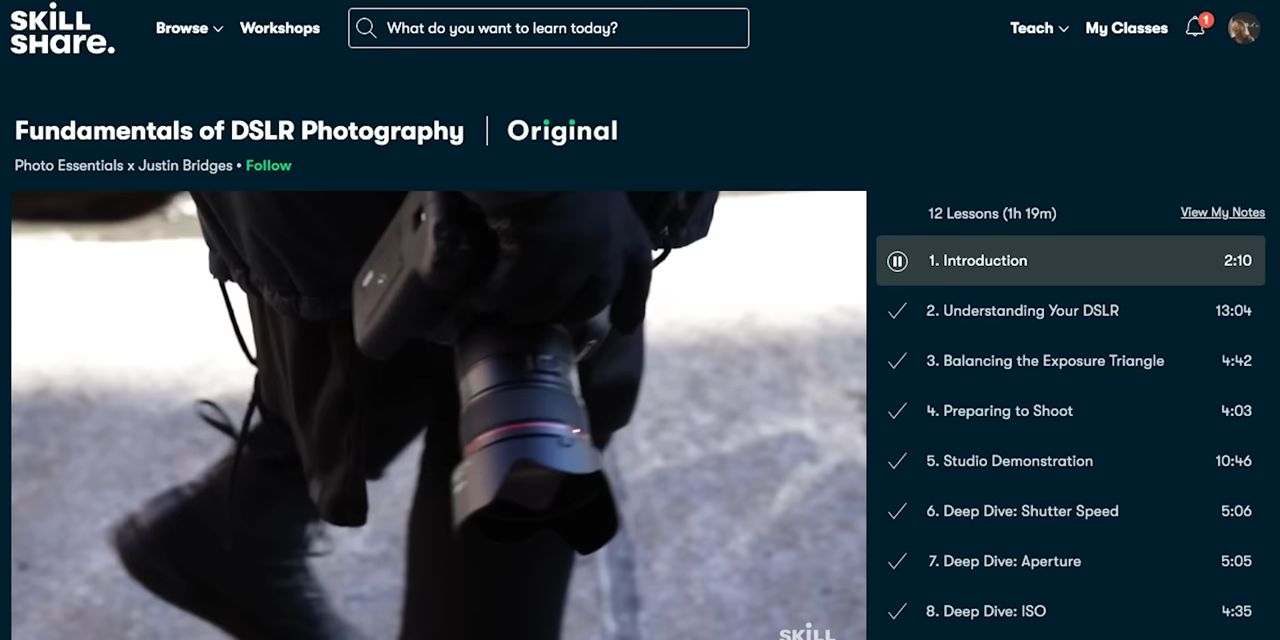 SKILL
SHare.
Browse
Workshops
What do you want to learn today?
Teach
My Classes
1
Fundamentals of DSLR Photography | Original
Photo Essentials x Justin Bridges • Follow
12 Lessons (1h 19m)
View My Notes
1. Introduction 2:10
2. Understanding Your DSLR 13:04
3. Balancing the Exposure Triangle 4:42
4. Preparing to Shoot 4:03
5. Studio Demonstration 10:46
6. Deep Dive: Shutter Speed 5:06
7. Deep Dive: Aperture 5:05
8. Deep Dive: ISO 4:35
SKILL